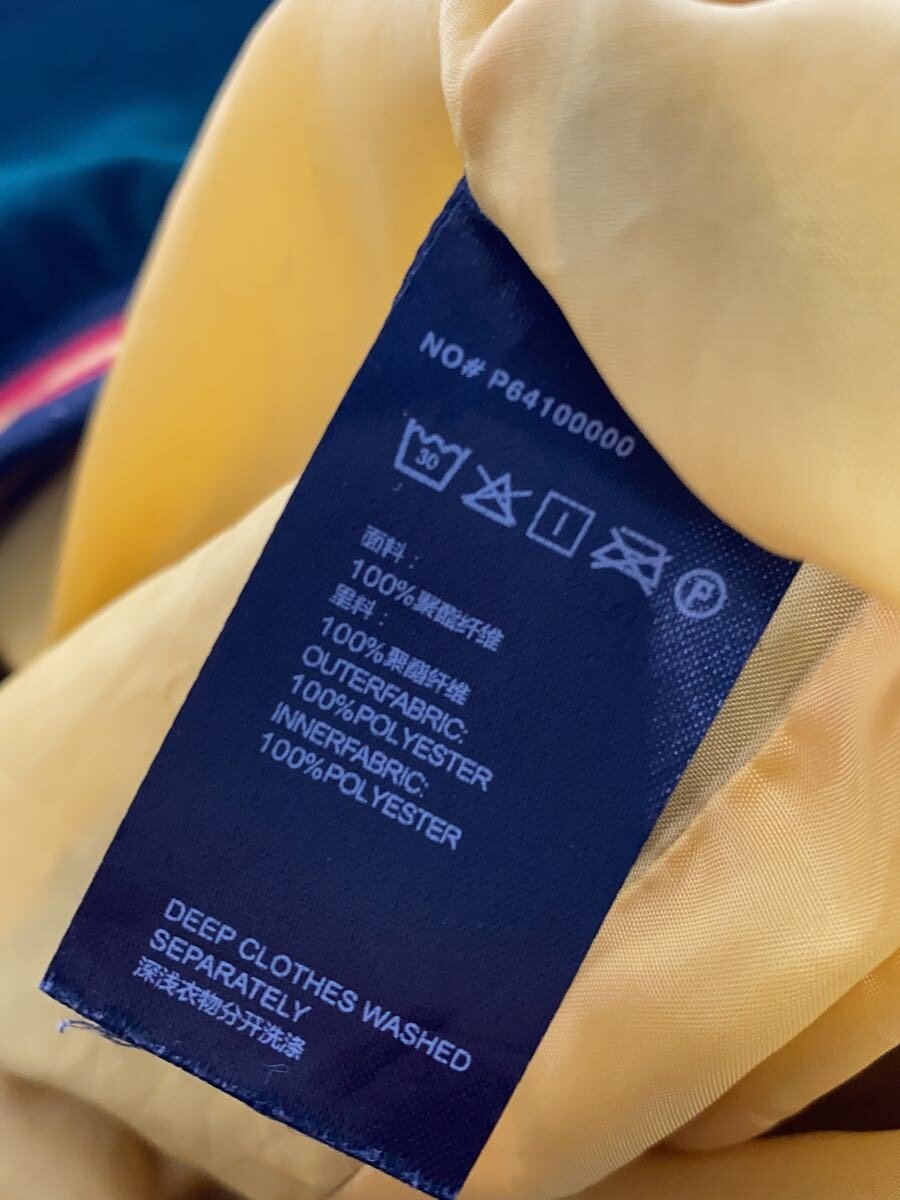 NO# P64100000
30
P
面料：
100%聚酯纤维
里料：
100%聚酯纤维
OUTERFABRIC:
100%POLYESTER
INNERFABRIC:
100%POLYESTER
DEEP CLOTHES WASHED
SEPARATELY
深浅衣物分开洗涤